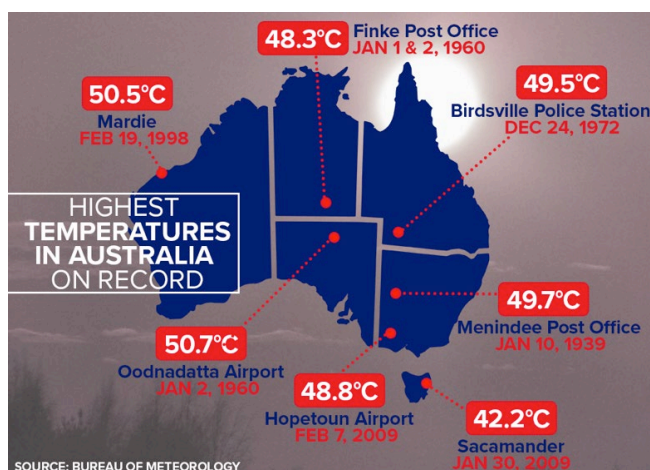 48.3°C
Finke Post Office
JAN 1 & 2, 1960
50.5°C
Mardie
FEB 19, 1998
49.5°C
Birdsville Police Station
DEC 24, 1972
HIGHEST
TEMPERATURES
IN AUSTRALIA
ON RECORD
49.7°C
Menindee Post Office
JAN 10, 1939
50.7°C
Oodnadatta Airport
JAN 2, 1960
48.8°C
Hopetoun Airport
FEB 7, 2009
42.2°C
Sacamander
JAN 30, 2009
SOURCE: BUREAU OF METEOROLOGY